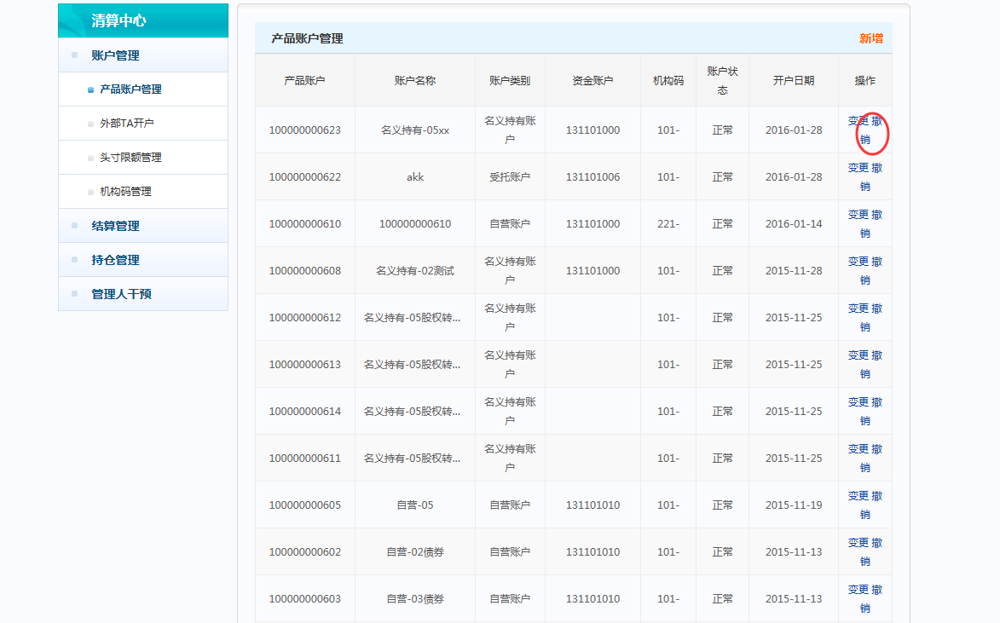 清算中心
账户管理
产品账户管理
外部TA开户
头寸限额管理
机构码管理
结算管理
持仓管理
管理人干预
产品账户管理 新增
产品账户 账户名称 账户类别 资金账户 机构码 账户状 开户日期 操作
态
100000000623 名义持有-05xx 名义持有账 131101000 101- 正常 2016-01-28 变更 撤
户 销
100000000622 akk 受托账户 131101006 101- 正常 2016-01-28 变更 撤
销
100000000610 100000000610 自营账户 131101000 221- 正常 2016-01-14 变更 撤
销
100000000608 名义持有-02测试 名义持有账 131101000 101- 正常 2015-11-28 变更 撤
户 销
100000000612 名义持有-05股权转... 名义持有账 101- 正常 2015-11-25 变更 撤
户 销
100000000613 名义持有-05股权转... 名义持有账 101- 正常 2015-11-25 变更 撤
户 销
100000000614 名义持有-05股权转... 名义持有账 101- 正常 2015-11-25 变更 撤
户 销
100000000611 名义持有-05股权转... 名义持有账 101- 正常 2015-11-25 变更 撤
户 销
100000000605 自营-05 自营账户 131101010 101- 正常 2015-11-19 变更 撤
销
100000000602 自营-02债券 自营账户 131101010 101- 正常 2015-11-13 变更 撤
销
100000000603 自营-03债券 自营账户 131101010 101- 正常 2015-11-13 变更 撤
销